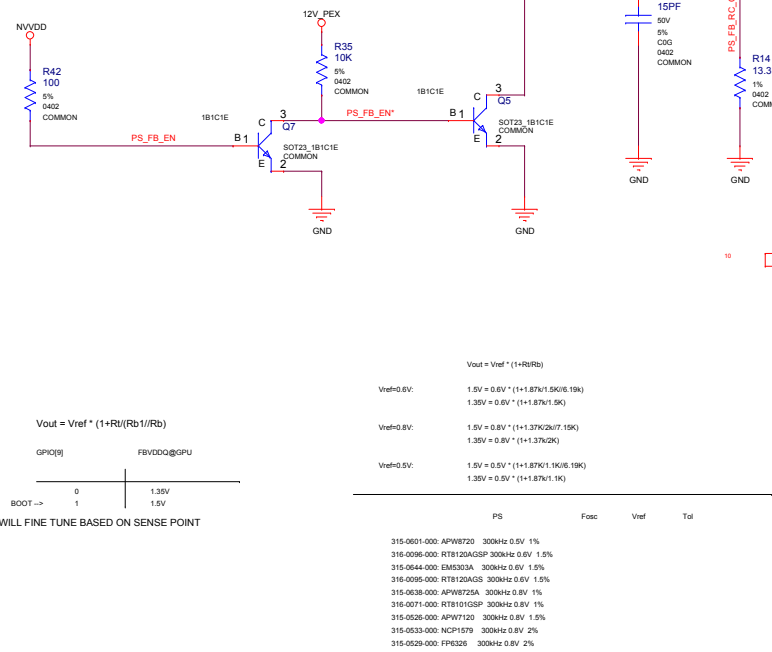 NVVDD
R42
100
5%
0402
COMMON
PS_FB_EN
1B1C1E
B 1
C
3
Q7
SOT23_1B1C1E
COMMON
E
2
GND
12V_PEX
R35
10K
5%
0402
COMMON
PS_FB_EN*
1B1C1E
B 1
C
3
Q5
SOT23_1B1C1E
COMMON
E
2
GND
15PF
50V
5%
C0G
0402
COMMON
GND
PS_FB_RC_
R14
13.3
1%
0402
COMM
GND
10
Vout = Vref * (1+Rt/(Rb1//Rb)
GPIO[9] FBVDDQ@GPU
0 1.35V
BOOT --> 1 1.5V
WILL FINE TUNE BASED ON SENSE POINT
Vout = Vref * (1+Rt/Rb)
Vref=0.6V: 1.5V = 0.6V * (1+1.87k/1.5K//6.19k)
1.35V = 0.6V * (1+1.87k/1.5K)
Vref=0.8V: 1.5V = 0.8V * (1+1.37K/2k//7.15K)
1.35V = 0.8V * (1+1.37k/2K)
Vref=0.5V: 1.5V = 0.5V * (1+1.87K/1.1K//6.19K)
1.35V = 0.5V * (1+1.87k/1.1K)
PS Fosc Vref Tol
315-0601-000: APW8720 300kHz 0.5V 1%
316-0096-000: RT8120AGSP 300kHz 0.6V 1.5%
315-0644-000: EM5303A 300kHz 0.6V 1.5%
316-0095-000: RT8120AGS 300kHz 0.6V 1.5%
315-0638-000: APW8725A 300kHz 0.8V 1%
316-0071-000: RT8101GSP 300kHz 0.8V 1%
315-0526-000: APW7120 300kHz 0.8V 1.5%
315-0533-000: NCP1579 300kHz 0.8V 2%
315-0529-000: FP6326 300kHz 0.8V 2%